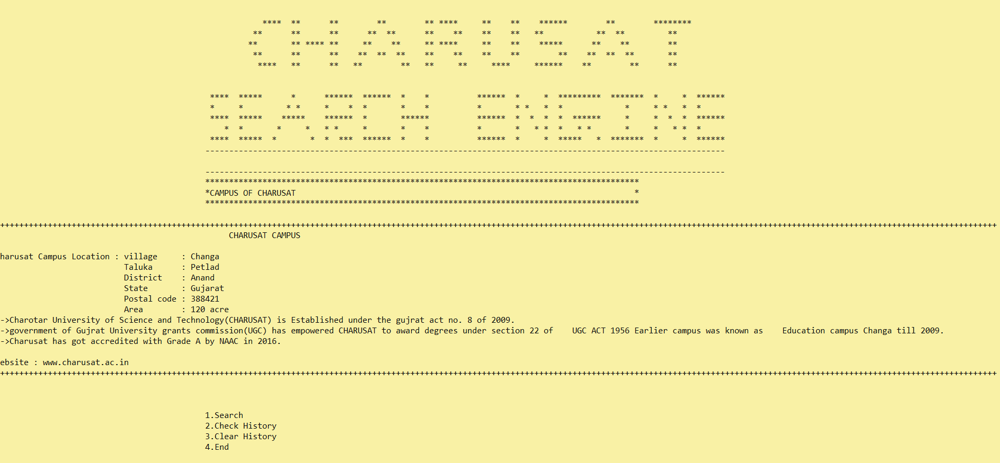 CHARUSAT
SEARCH ENGINE
*CAMPUS OF CHARUSAT *
CHARUSAT CAMPUS
harusat Campus Location : village : Changa
Taluka : Petlad
District : Anand
State : Gujarat
Postal code : 388421
Area : 120 acre
->Charotar University of Science and Technology(CHARUSAT) is Established under the gujrat act no. 8 of 2009.
->government of Gujrat University grants commission(UGC) has empowered CHARUSAT to award degrees under section 22 of UGC ACT 1956 Earlier campus was known as Education campus Changa till 2009.
->Charusat has got accredited with Grade A by NAAC in 2016.
ebsite : www.charusat.ac.in
1.Search
2.Check History
3.Clear History
4.End